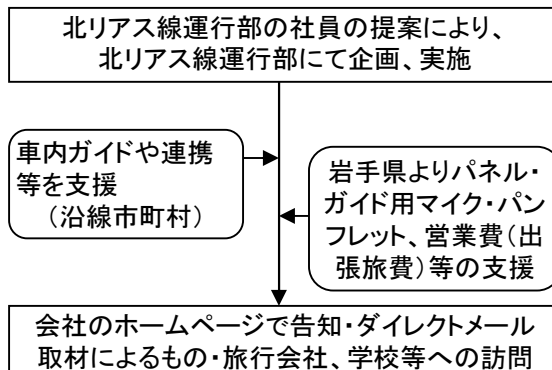 北リアス線運行部の社員の提案により、
北リアス線運行部にて企画、実施
車内ガイドや連携
等を支援
（沿線市町村）
岩手県よりパネル・
ガイド用マイク・パン
フレット、営業費（出
張旅費）等の支援
会社のホームページで告知・ダイレクトメール
取材によるもの・旅行会社、学校等への訪問